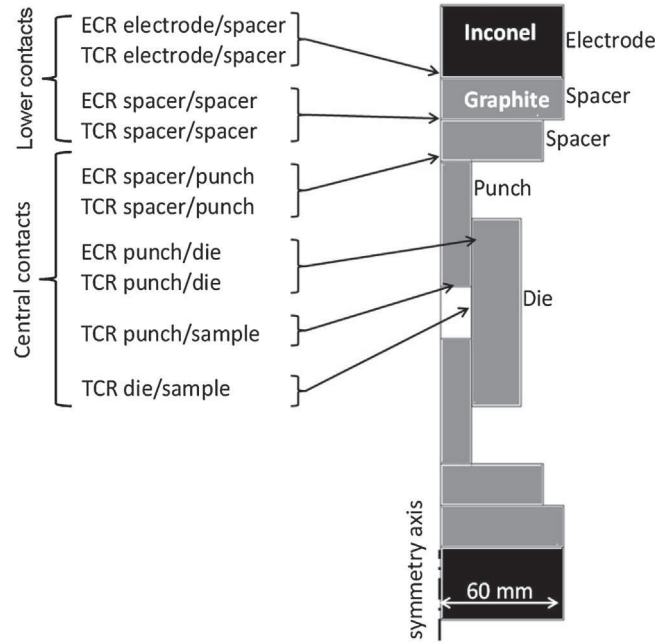 Lower contacts
ECR electrode/spacer
TCR electrode/spacer
ECR spacer/spacer
TCR spacer/spacer
Central contacts
ECR spacer/punch
TCR spacer/punch
ECR punch/die
TCR punch/die
TCR punch/sample
TCR die/sample
Inconel
Electrode
Graphite
Spacer
Spacer
Punch
Die
symmetry axis
60 mm